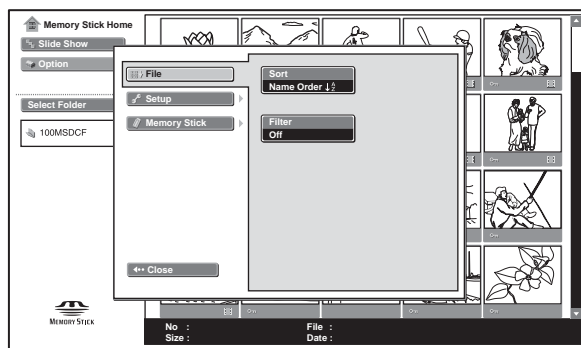 Memory Stick Home
Slide Show
Option
Select Folder
100MSDCF
File
Setup
Memory Stick
Close
Sort
Name Order
Filter
Off
MEMORY STICK
No :
File :
Size :
Date :